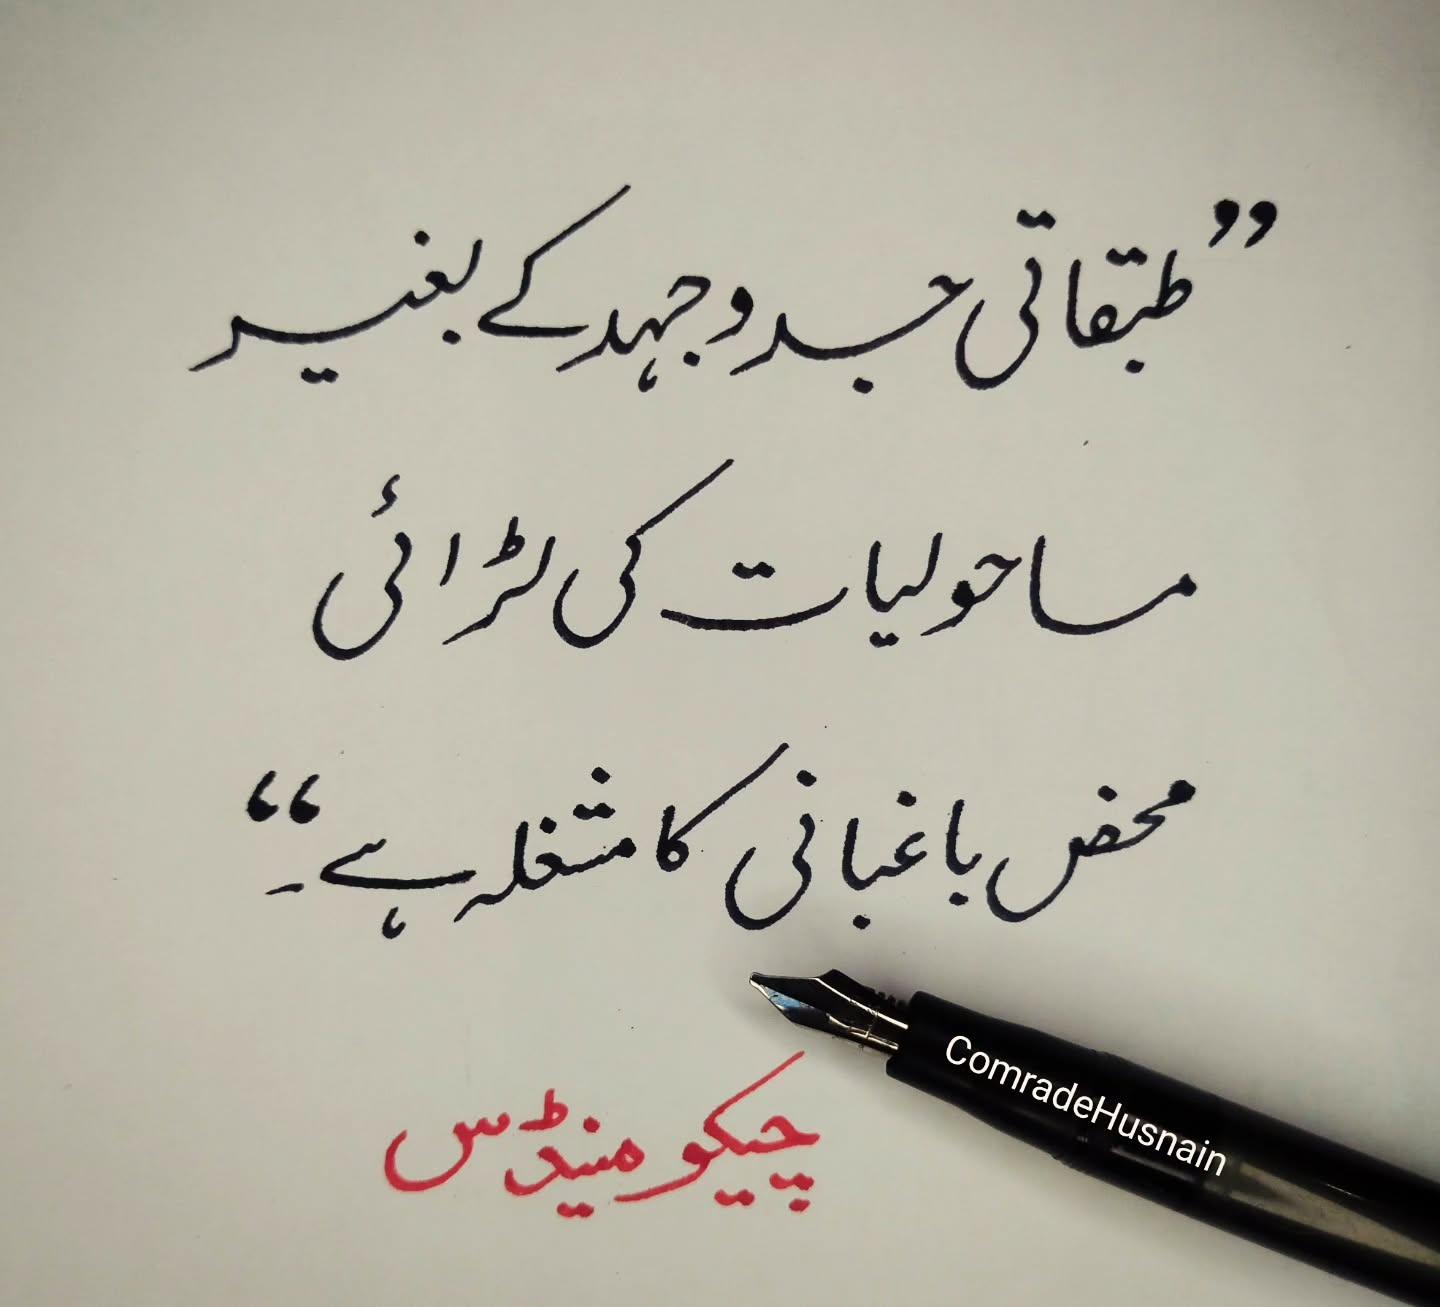 ”طبقاتی جدوجہد کے بغیر
ماحولیات کی لڑائی
محض باغبانی کا مشغلہ ہے۔“
چیکو مینڈس
ComradeHusnain